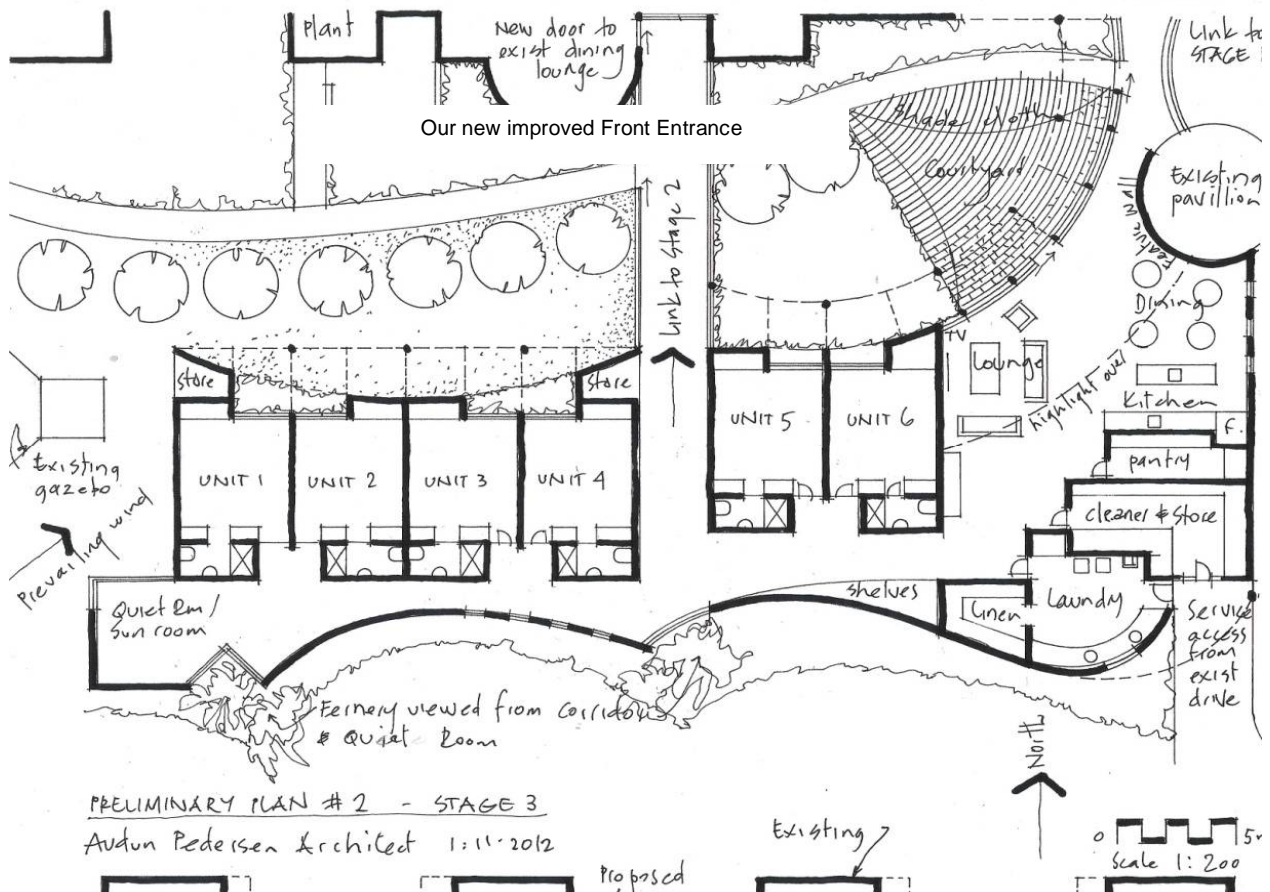 Plant
New door to
exist dining
lounge
Link to
STAGE
Our new improved Front Entrance
Shade cloth
Courtyard
Existing
pavillion
Link to Stage 2
Feature
Dining
TV
Lounge
highlight over
Kitchen
F.
store
store
UNIT 1
UNIT 2
UNIT 3
UNIT 4
UNIT 5
UNIT 6
pantry
cleaner & Store
Existing
gazebo
Prevailing wind
Quiet Rm/
Sun room
shelves
Linen
Laundry
Service
access
from
exist
drive
Fernery viewed from Corridor
& Quiet Room
North
PRELIMINARY PLAN # 2 - STAGE 3
Audun Pedersen Architect 1:11·2012
Existing
0 5m
Scale 1:200
Proposed